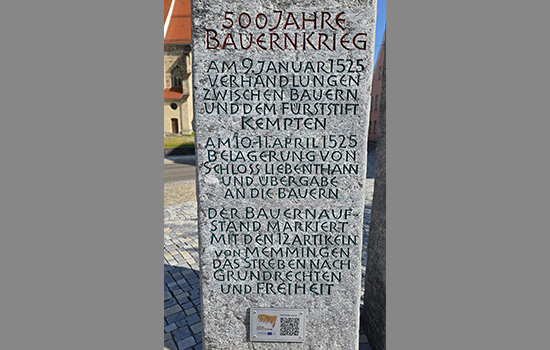 500 JAHRE
BAUERNKRIEG
AM 9. JANUAR 1525
VERHANDLUNGEN
ZWISCHEN BAUERN
UND DEM FÜRSTSTIFT
KEMPTEN
AM 10.-11. APRIL 1525
BELAGERUNG VON
SCHLOSS LIEBENTHANN
UND ÜBERGABE
AN DIE BAUERN
DER BAUERNAUF-
STAND MARKIERT
MIT DEN 12 ARTIKELN
VON MEMMINGEN
DAS STREBEN NACH
GRUNDRECHTEN
UND FREIHEIT